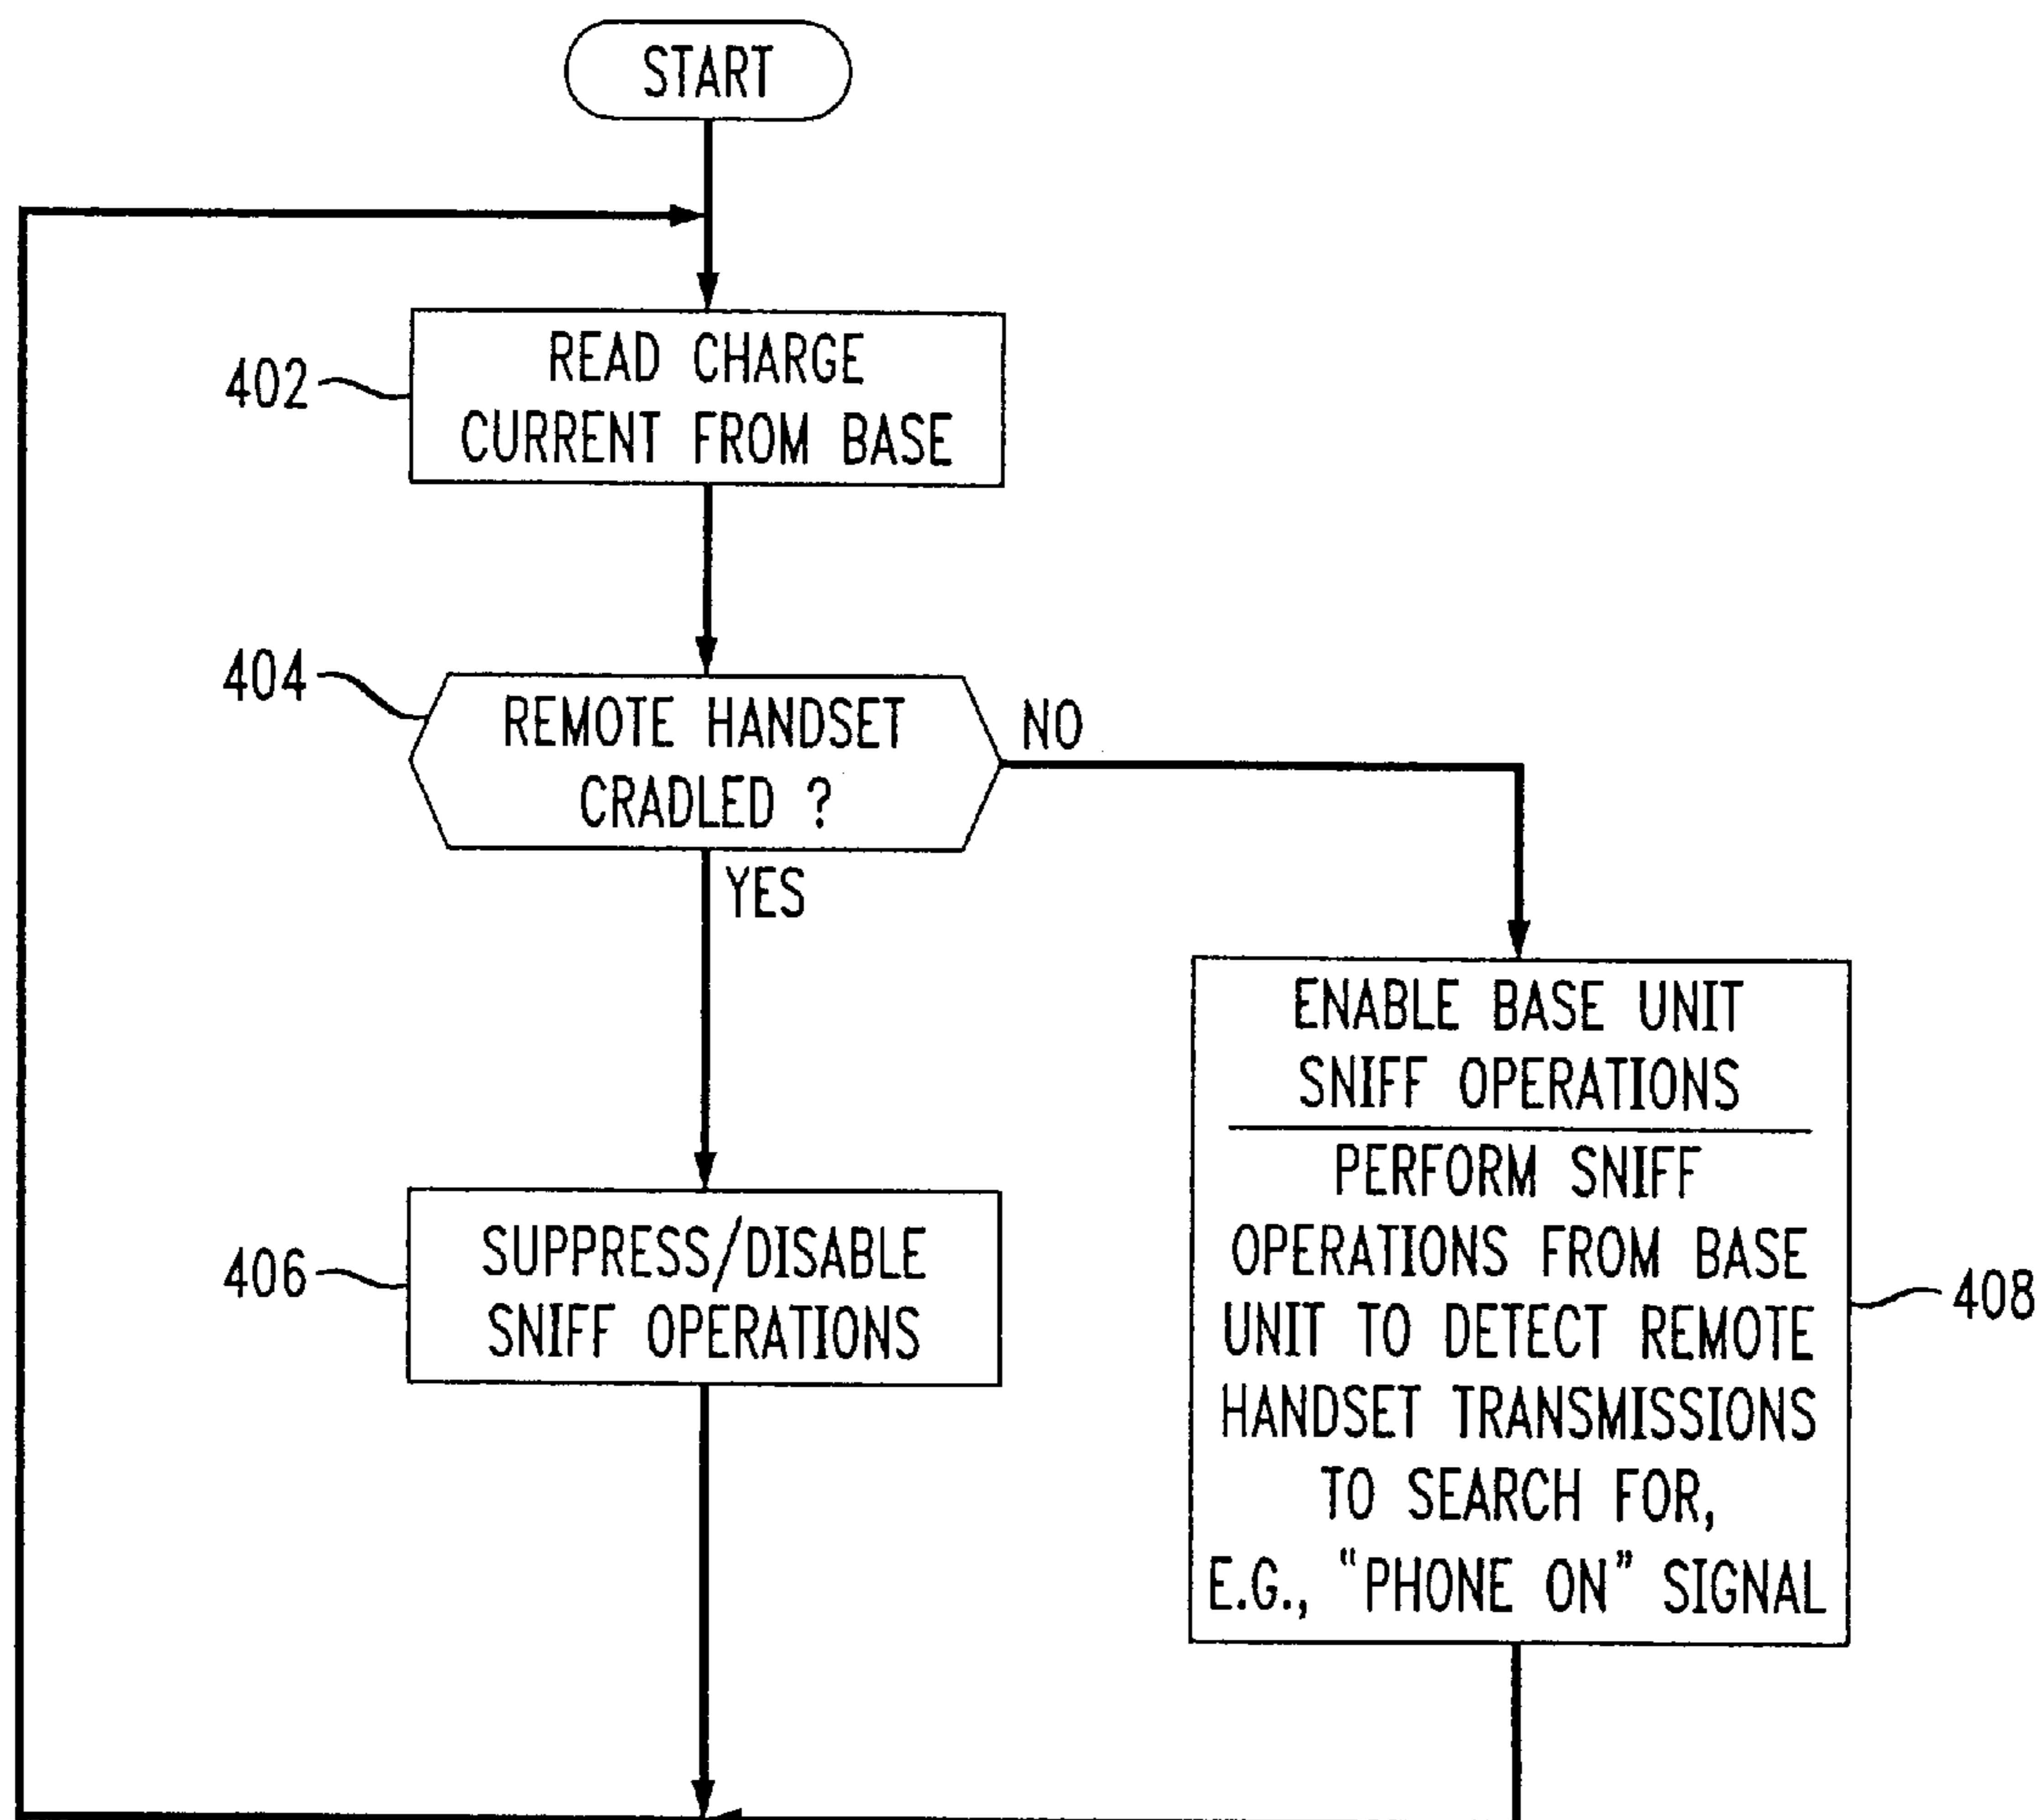 START
402
READ CHARGE
CURRENT FROM BASE
404
REMOTE HANDSET
CRADLED ?
NO
YES
ENABLE BASE UNIT
SNIFF OPERATIONS
PERFORM SNIFF
OPERATIONS FROM BASE
UNIT TO DETECT REMOTE
HANDSET TRANSMISSIONS
TO SEARCH FOR,
E.G., “PHONE ON” SIGNAL
408
406
SUPPRESS/DISABLE
SNIFF OPERATIONS